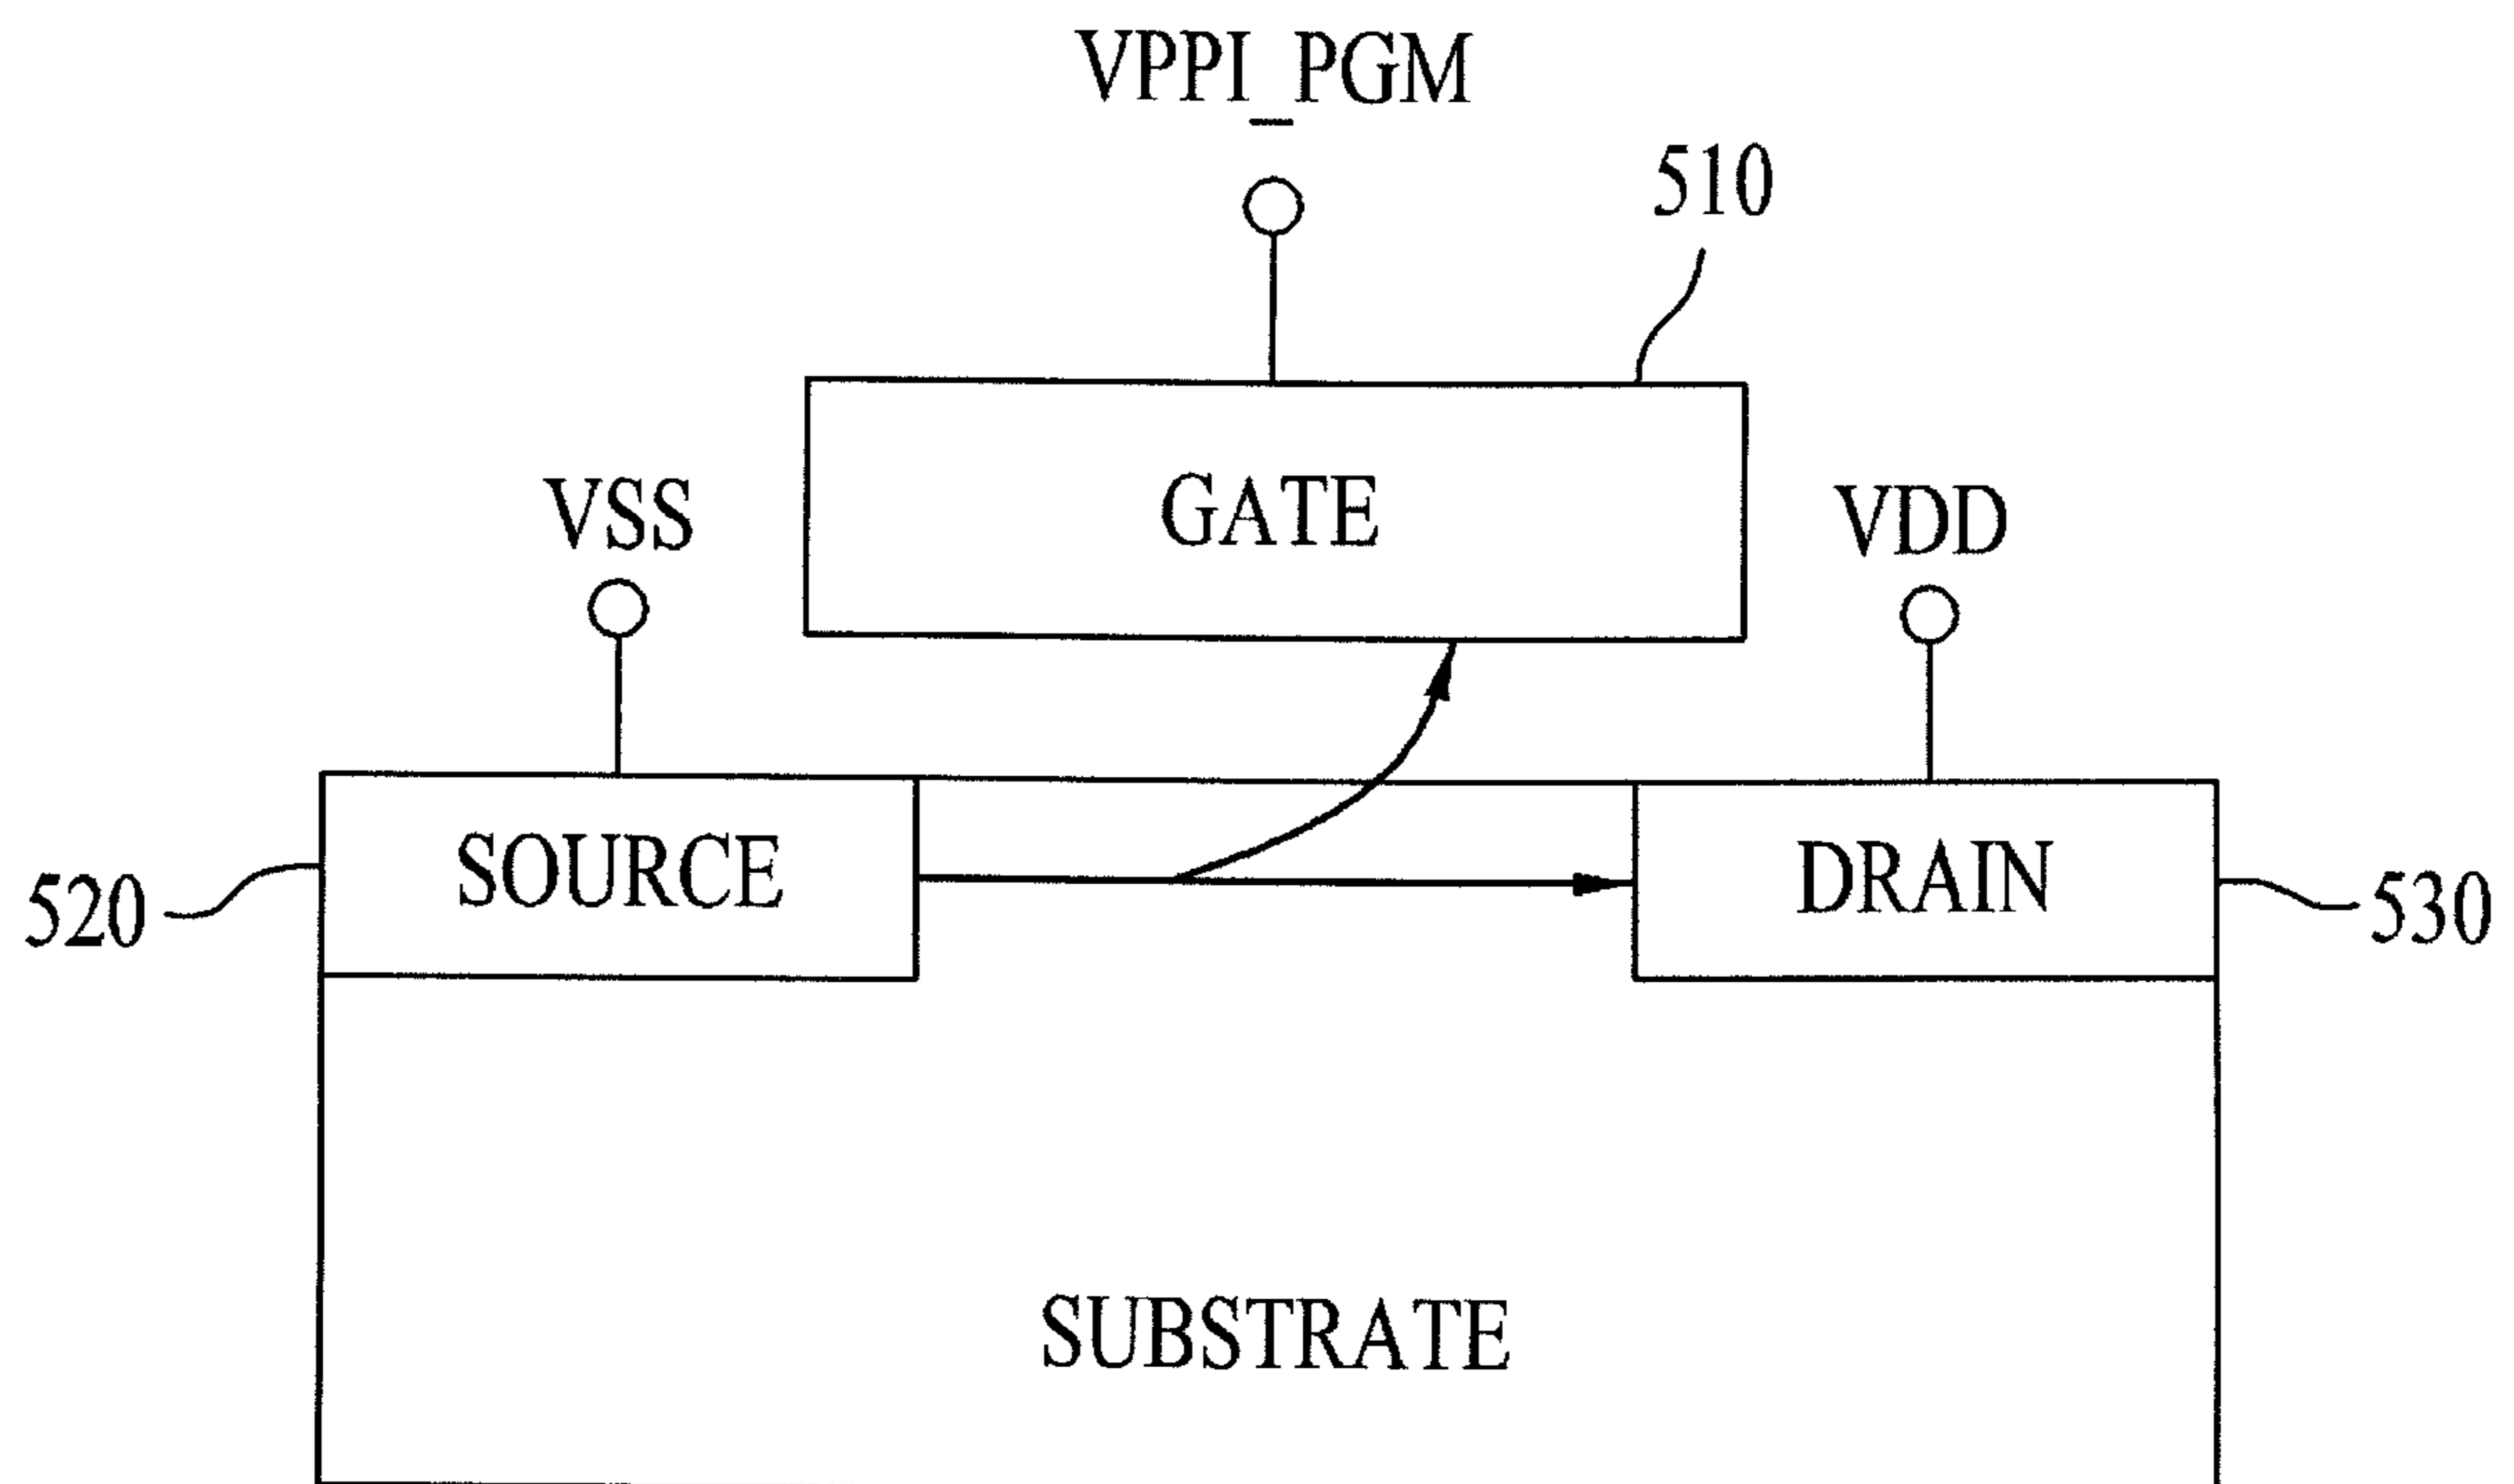 VPPI_PGM
510
GATE
VSS
VDD
SOURCE
DRAIN
520
530
SUBSTRATE